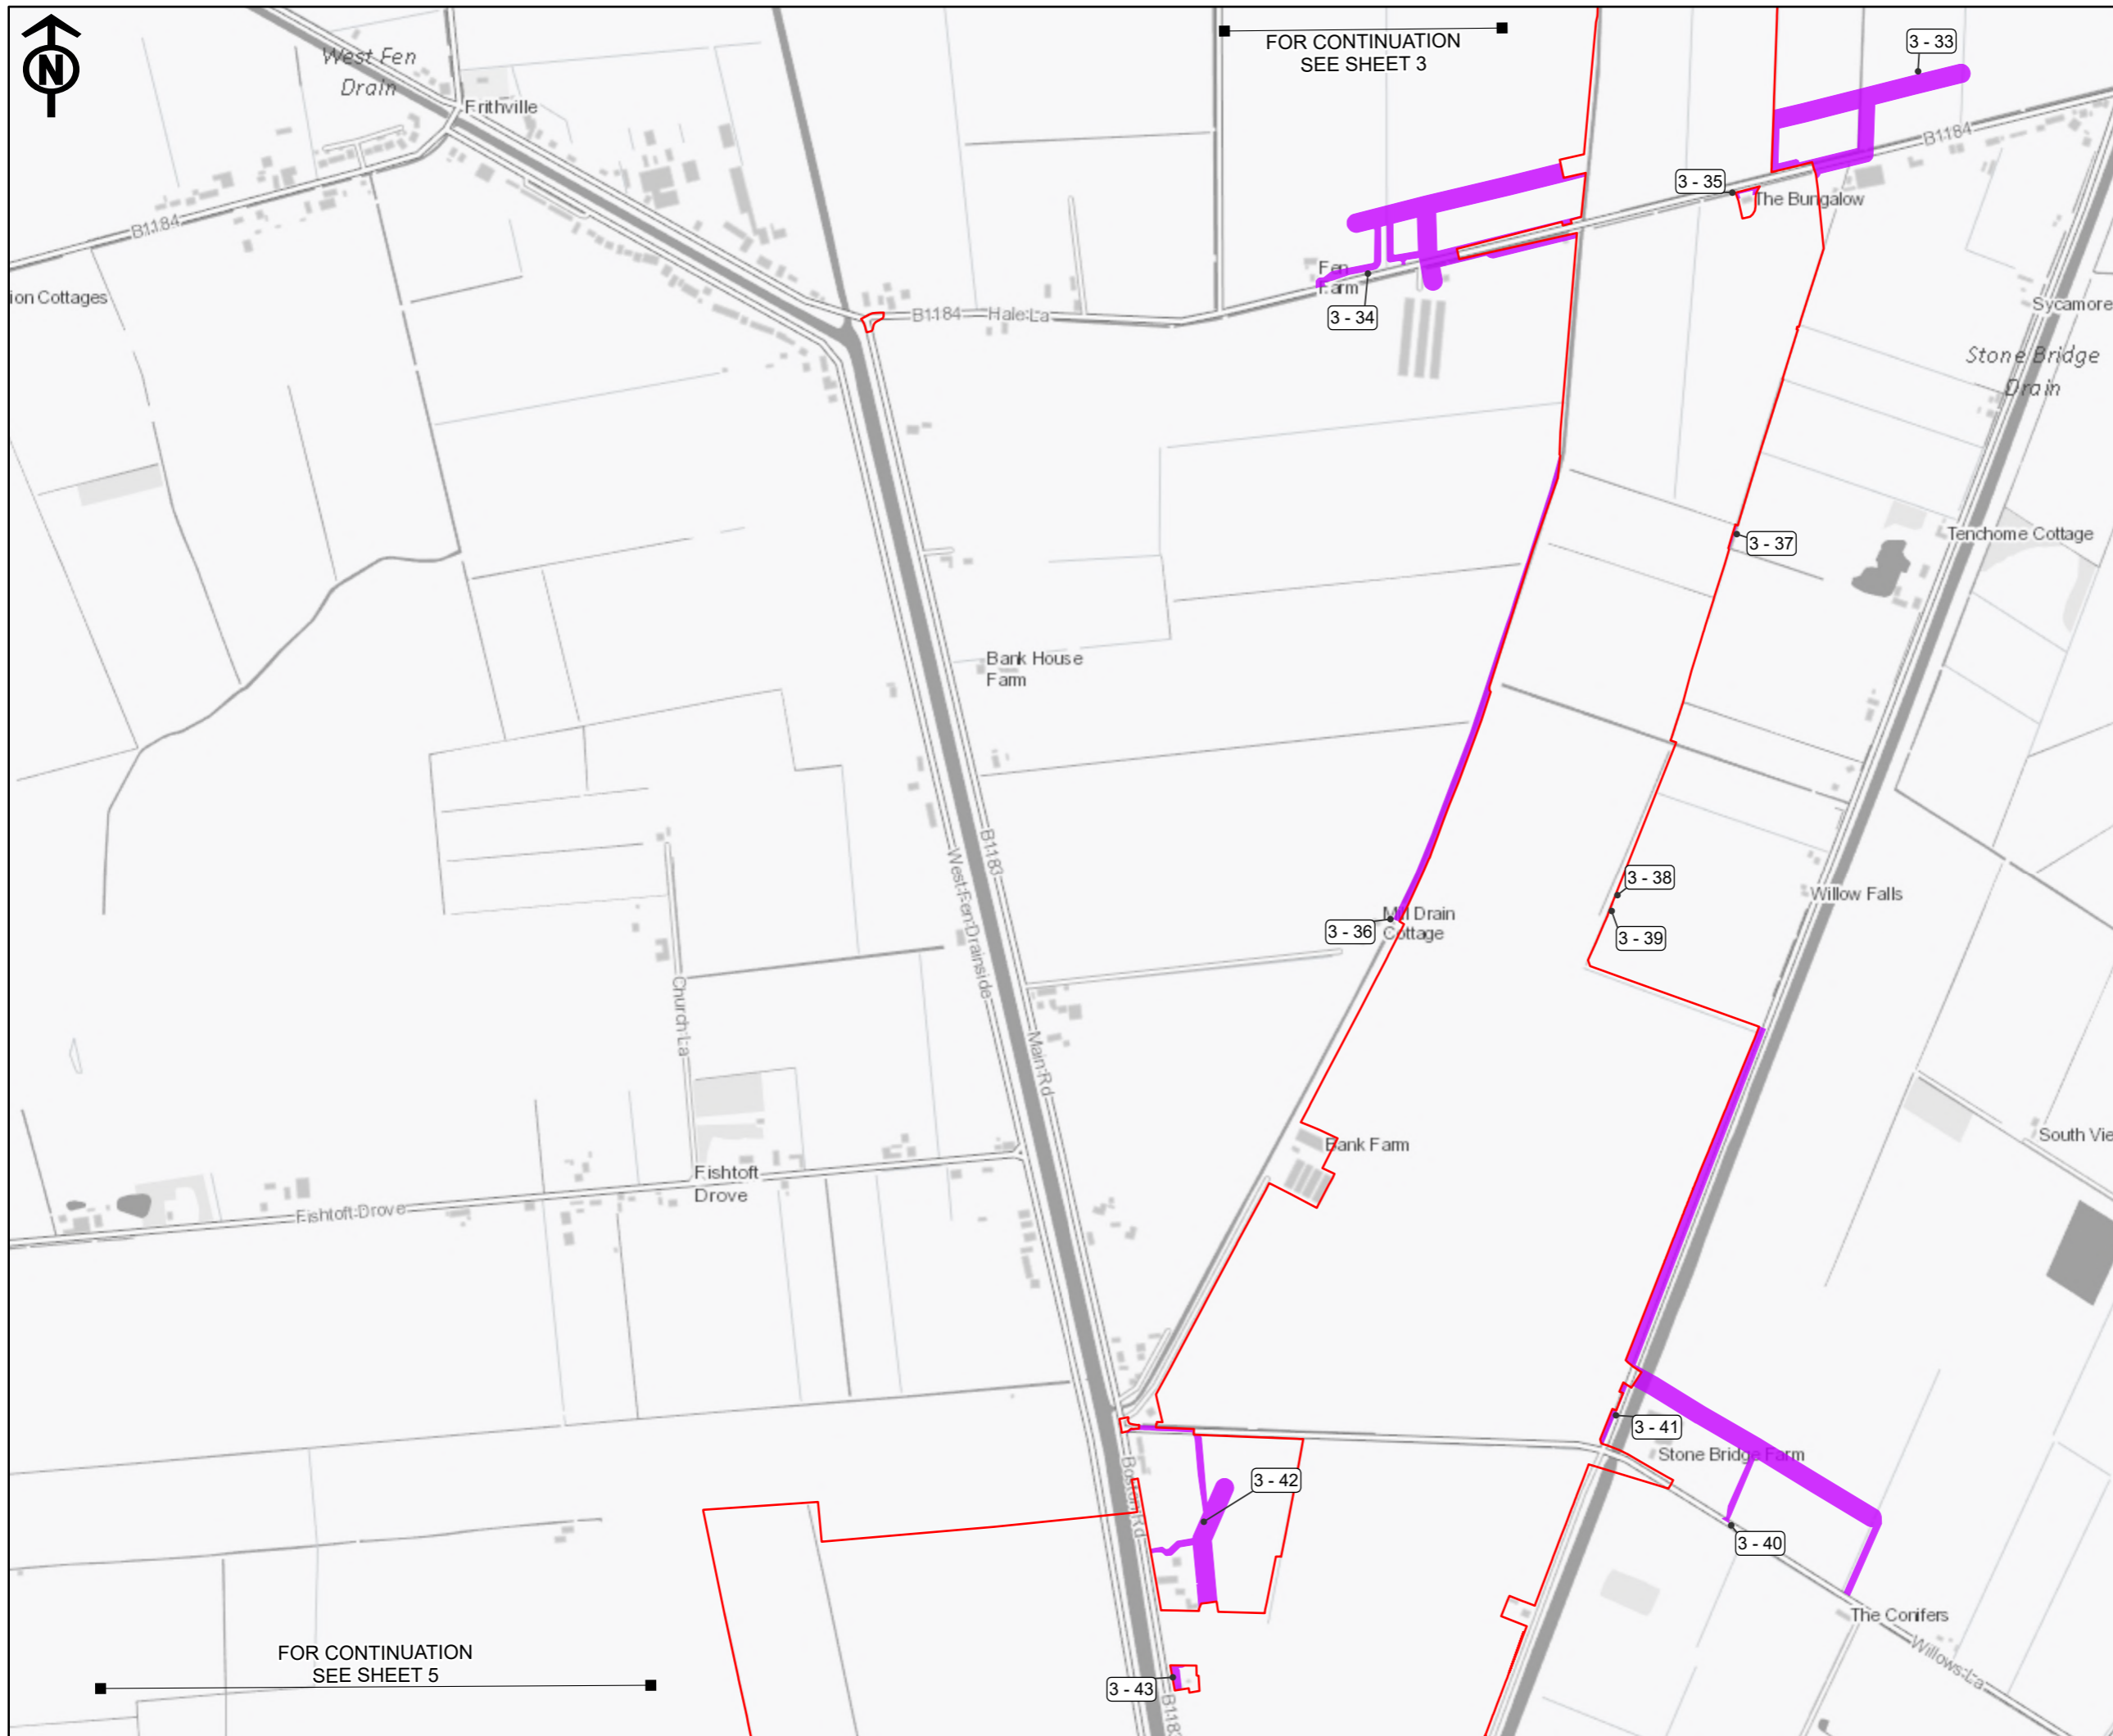 N
West Fen
Drain
FOR CONTINUATION
SEE SHEET 3
3 - 33
Frithville
B1184
3 - 35
The Bungalow
B1184
Fen
Farm
ion Cottages
B1184
Hale La
3 - 34
Sycamore
Stone Bridge
Drain
Tenchome Cottage
3 - 37
Bank House
Farm
B1183
West Fen Drainside
3 - 38
Willow Falls
3 - 36
Mill Drain
Cottage
3 - 39
Church La
Main Rd
Bank Farm
South Vie
Fishtoft
Drove
Fishtoft Drove
3 - 41
Stone Bridge Farm
Boston Rd
3 - 42
3 - 40
The Conifers
Willows La
FOR CONTINUATION
SEE SHEET 5
3 - 43
B1183